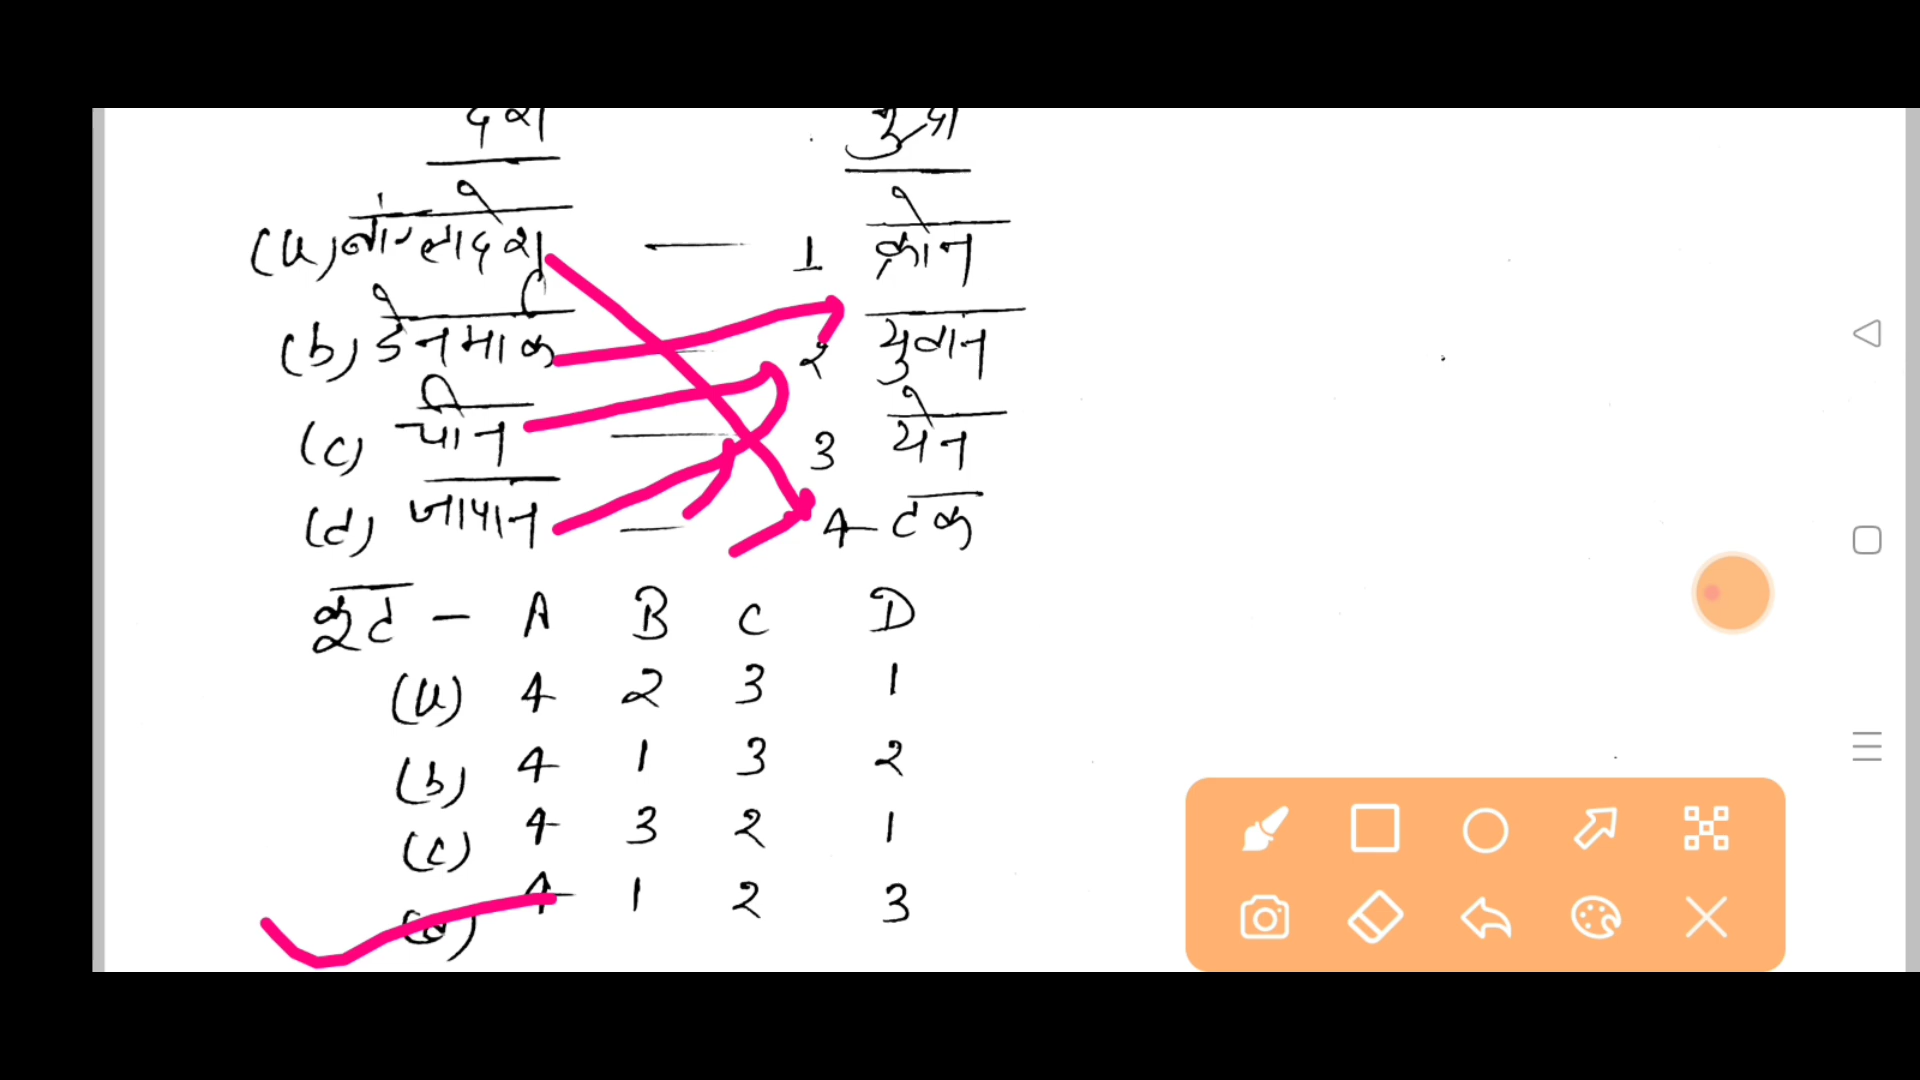 देश मुद्रा
(a) बांग्लादेश — 1 क्रोन
(b) डेनमार्क — 2 युवान
(c) चीन — 3 येन
(d) जापान — 4 टक
कूट - A B C D
(a) 4 2 3 1
(b) 4 1 3 2
(c) 4 3 2 1
(d) 4 1 2 3